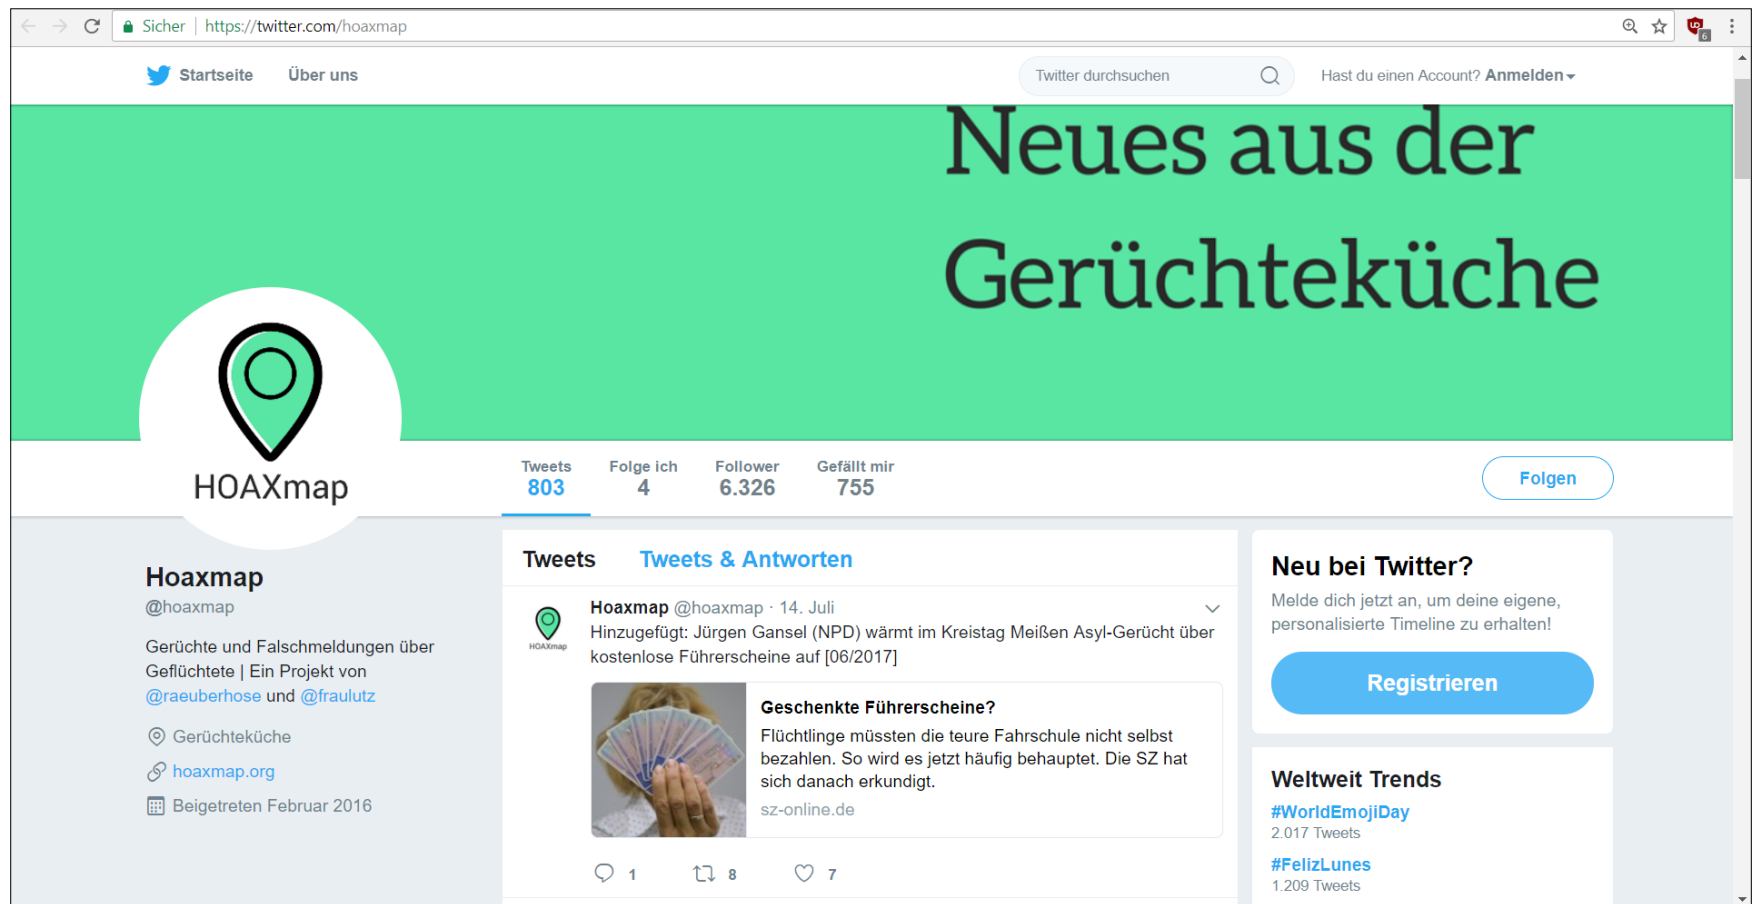 Sicher https://twitter.com/hoaxmap
6
Startseite Über uns Twitter durchsuchen Hast du einen Account? Anmelden
Neues aus der
Gerüchteküche
HOAXmap
Tweets Folge ich Follower Gefällt mir
803 4 6.326 755
Folgen
Hoaxmap
@hoaxmap
Gerüchte und Falschmeldungen über
Geflüchtete | Ein Projekt von
@raeuberhose und @fraulutz
Gerüchteküche
hoaxmap.org
Beigetreten Februar 2016
Tweets Tweets & Antworten
HOAXmap
Hoaxmap @hoaxmap · 14. Juli
Hinzugefügt: Jürgen Gansel (NPD) wärmt im Kreistag Meißen Asyl-Gerücht über
kostenlose Führerscheine auf [06/2017]
Geschenkte Führerscheine?
Flüchtlinge müssten die teure Fahrschule nicht selbst
bezahlen. So wird es jetzt häufig behauptet. Die SZ hat
sich danach erkundigt.
sz-online.de
1 8 7
Neu bei Twitter?
Melde dich jetzt an, um deine eigene,
personalisierte Timeline zu erhalten!
Registrieren
Weltweit Trends
#WorldEmojiDay
2.017 Tweets
#FelizLunes
1.209 Tweets